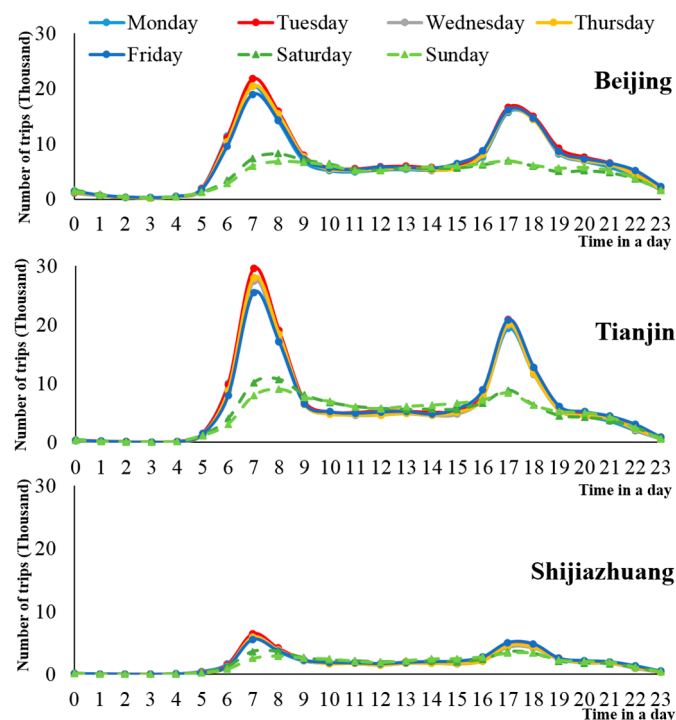 Monday Tuesday Wednesday Thursday
Friday Saturday Sunday
Number of trips (Thousand)
30
20
10
0
Beijing
0 1 2 3 4 5 6 7 8 9 10 11 12 13 14 15 16 17 18 19 20 21 22 23
Time in a day
Number of trips (Thousand)
30
20
10
0
Tianjin
0 1 2 3 4 5 6 7 8 9 10 11 12 13 14 15 16 17 18 19 20 21 22 23
Time in a day
Number of trips (Thousand)
30
20
10
0
Shijiazhuang
0 1 2 3 4 5 6 7 8 9 10 11 12 13 14 15 16 17 18 19 20 21 22 23
Time in a day